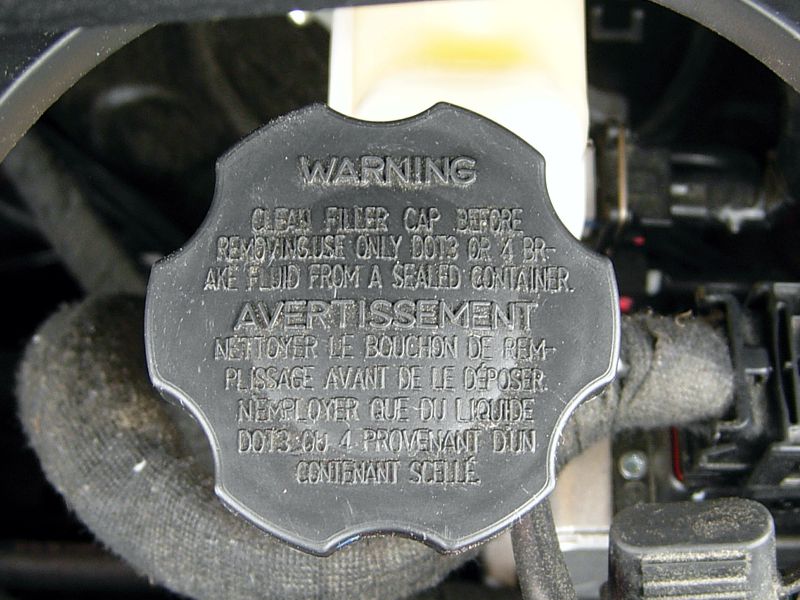 WARNING
CLEAN FILLER CAP BEFORE
REMOVING.USE ONLY DOT3 OR 4 BR-
AKE FLUID FROM A SEALED CONTAINER.
AVERTISSEMENT
NETTOYER LE BOUCHON DE REM-
PLISSAGE AVANT DE LE DÉPOSER.
N'EMPLOYER QUE DU LIQUIDE
DOT3 OU 4 PROVENANT D'UN
CONTENANT SCELLÉ.